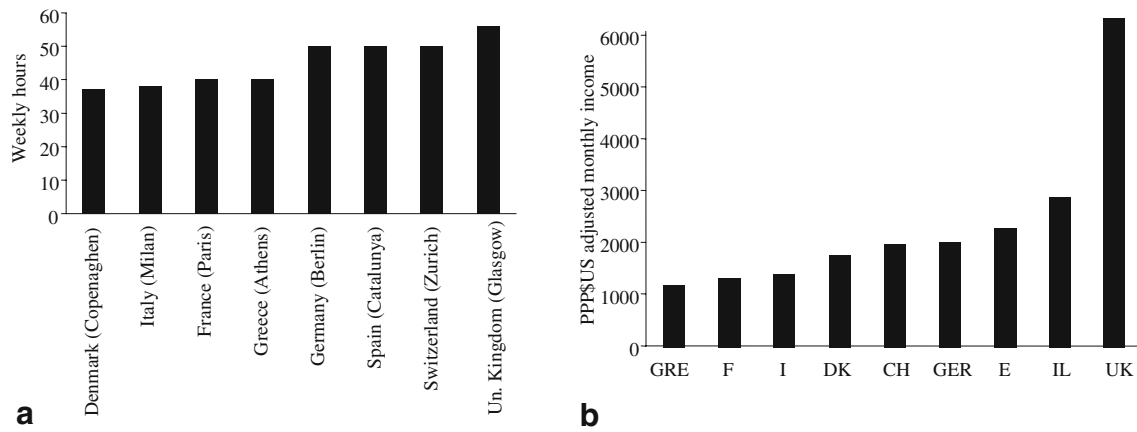 60
50
40
30
20
10
0
Weekly hours
Denmark (Copenaghen)
Italy (Milan)
France (Paris)
Greece (Athens)
Germany (Berlin)
Spain (Catalunya)
Switzerland (Zurich)
Un. Kingdom (Glasgow)
a
6000
5000
4000
3000
2000
1000
0
PPP$US adjusted monthly income
GRE F I DK CH GER E IL UK
b